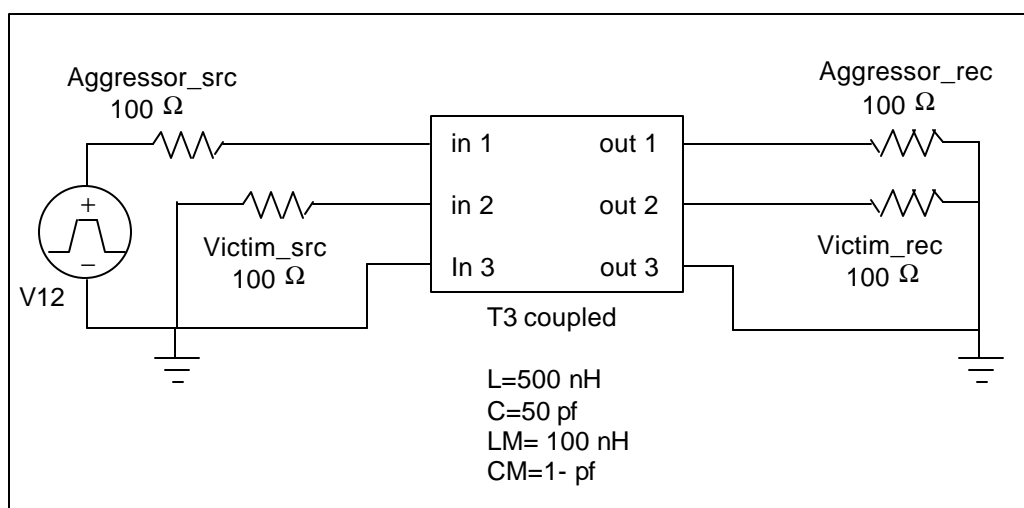 Aggressor_src
100 Ω
Aggressor_rec
100 Ω
in 1
out 1
in 2
out 2
+
−
Victim_src
100 Ω
In 3
out 3
Victim_rec
100 Ω
V12
T3 coupled
L=500 nH
C=50 pf
LM= 100 nH
CM=1- pf